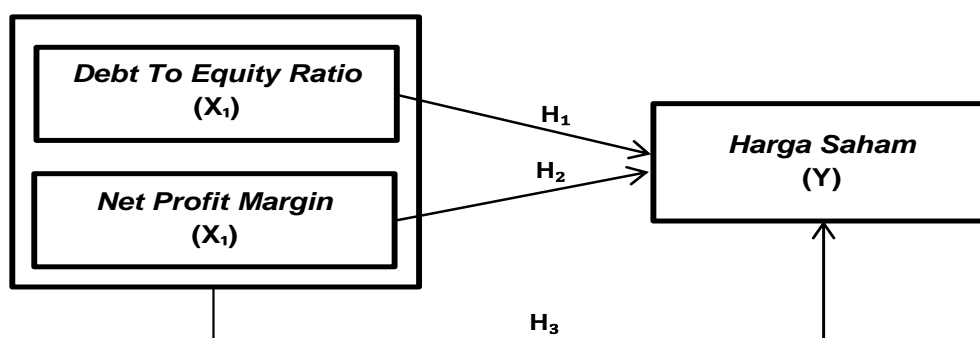 Debt To Equity Ratio
(X₁)
H₁
Harga Saham
(Y)
H₂
Net Profit Margin
(X₁)
H₃